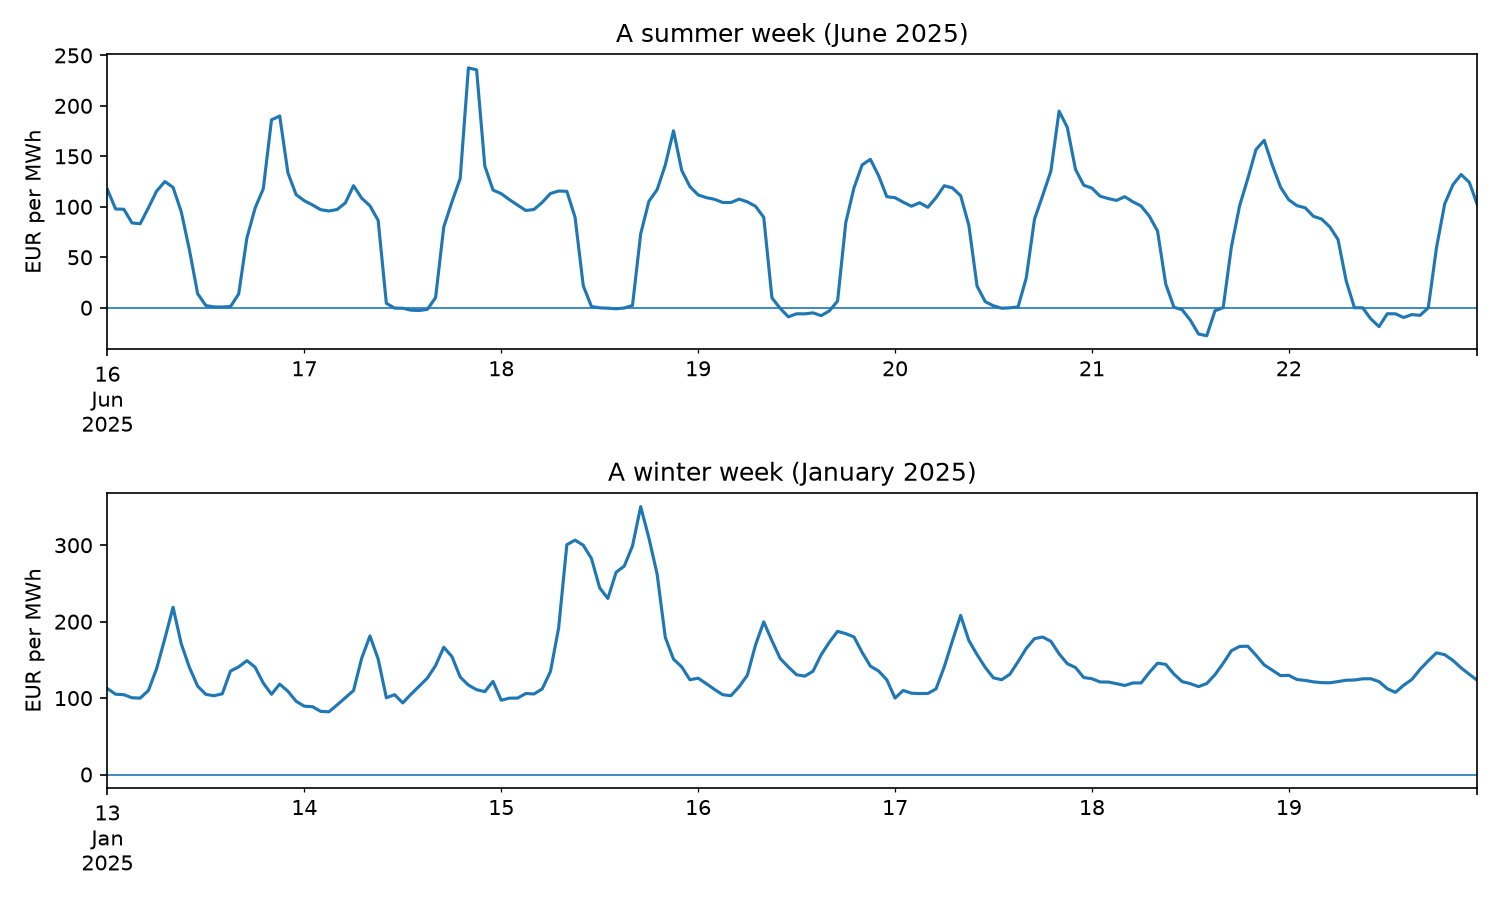 A summer week (June 2025)
EUR per MWh
250
200
150
100
50
0
16 17 18 19 20 21 22
Jun
2025
A winter week (January 2025)
EUR per MWh
300
200
100
0
13 14 15 16 17 18 19
Jan
2025